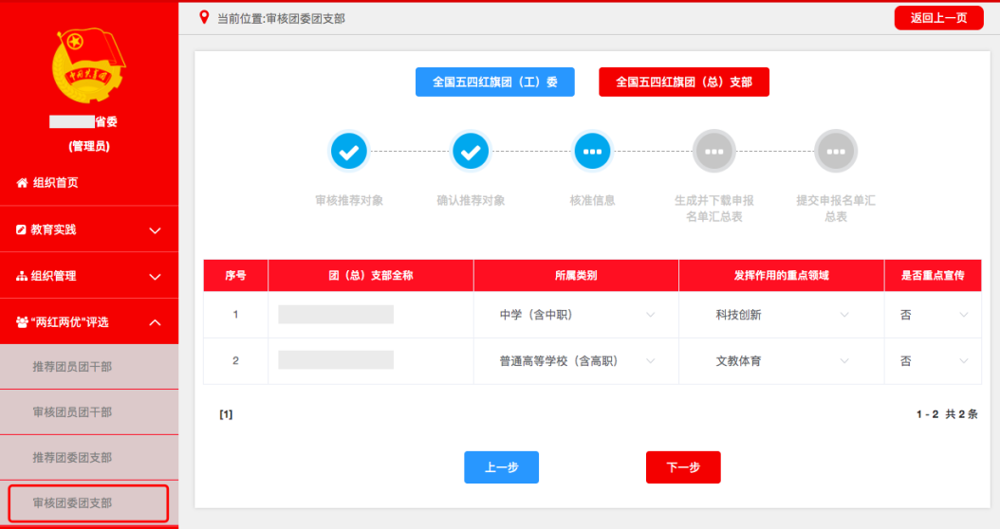 当前位置:审核团委团支部
返回上一页
中国共青团
省委
(管理员)
组织首页
教育实践
组织管理
“两红两优”评选
推荐团员团干部
审核团员团干部
推荐团委团支部
审核团委团支部
全国五四红旗团（工）委
全国五四红旗团（总）支部
审核推荐对象
确认推荐对象
核准信息
生成并下载申报
名单汇总表
提交申报名单汇
总表
序号 团（总）支部全称 所属类别 发挥作用的重点领域 是否重点宣传
1 中学（含中职） 科技创新 否
2 普通高等学校（含高职） 文教体育 否
[1]
1 - 2 共 2 条
上一步
下一步